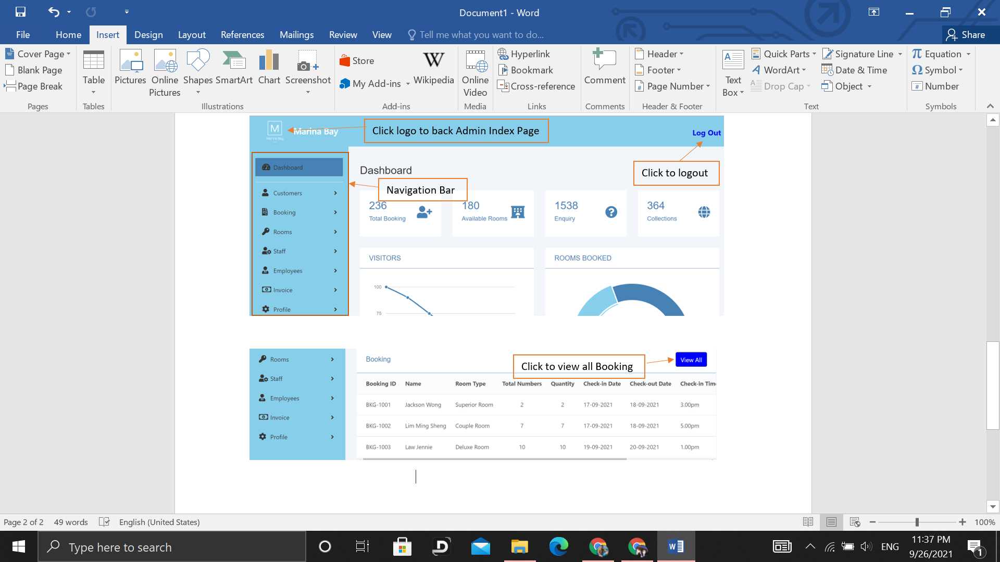 Document1 - Word
File Home Insert Design Layout References Mailings Review View Tell me what you want to do... Share
Cover Page
Blank Page
Page Break
Pages
Table
Tables
Pictures
Online Pictures
Shapes
SmartArt
Chart
Screenshot
Illustrations
Store
My Add-ins
W
Wikipedia
Add-ins
Online Video
Media
Hyperlink
Bookmark
Cross-reference
Links
Comment
Comments
Header
Footer
Page Number
Header & Footer
Text Box
Quick Parts
WordArt
Drop Cap
Signature Line
Date & Time
Object
Text
Equation
Symbol
Number
Symbols
M
Marina Bay
Marina Bay
Click logo to back Admin Index Page
Log Out
Click to logout
Dashboard
Customers
Booking
Rooms
Staff
Employees
Invoice
Profile
Dashboard
Navigation Bar
236
Total Booking
180
Available Rooms
1538
Enquiry
364
Collections
VISITORS
100
75
ROOMS BOOKED
Rooms
Staff
Employees
Invoice
Profile
Booking
Click to view all Booking
View All
Booking ID Name Room Type Total Numbers Quantity Check-in Date Check-out Date Check-in Time
BKG-1001 Jackson Wong Superior Room 2 2 17-09-2021 18-09-2021 3.00pm
BKG-1002 Lim Ming Sheng Couple Room 7 7 17-09-2021 18-09-2021 5.00pm
BKG-1003 Law Jennie Deluxe Room 10 10 19-09-2021 20-09-2021 1.00pm
Page 2 of 2 49 words English (United States) 100%
Type here to search
ENG
11:37 PM
9/26/2021
1